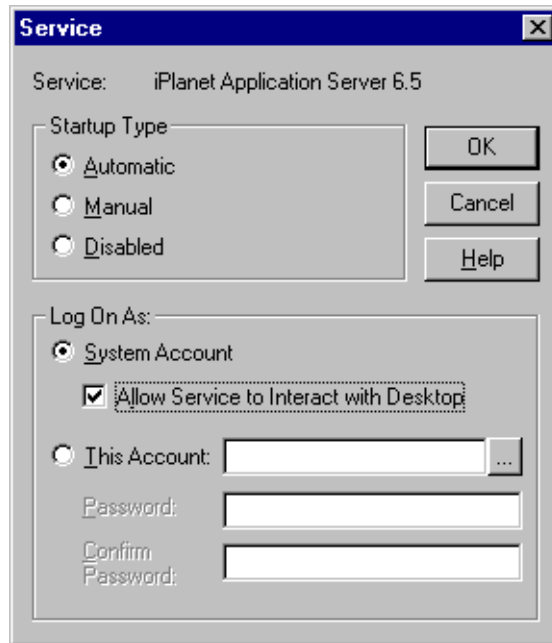 Service
Service: iPlanet Application Server 6.5
Startup Type
Automatic
Manual
Disabled
OK
Cancel
Help
Log On As:
System Account
Allow Service to Interact with Desktop
This Account:
...
Password:
Confirm
Password: